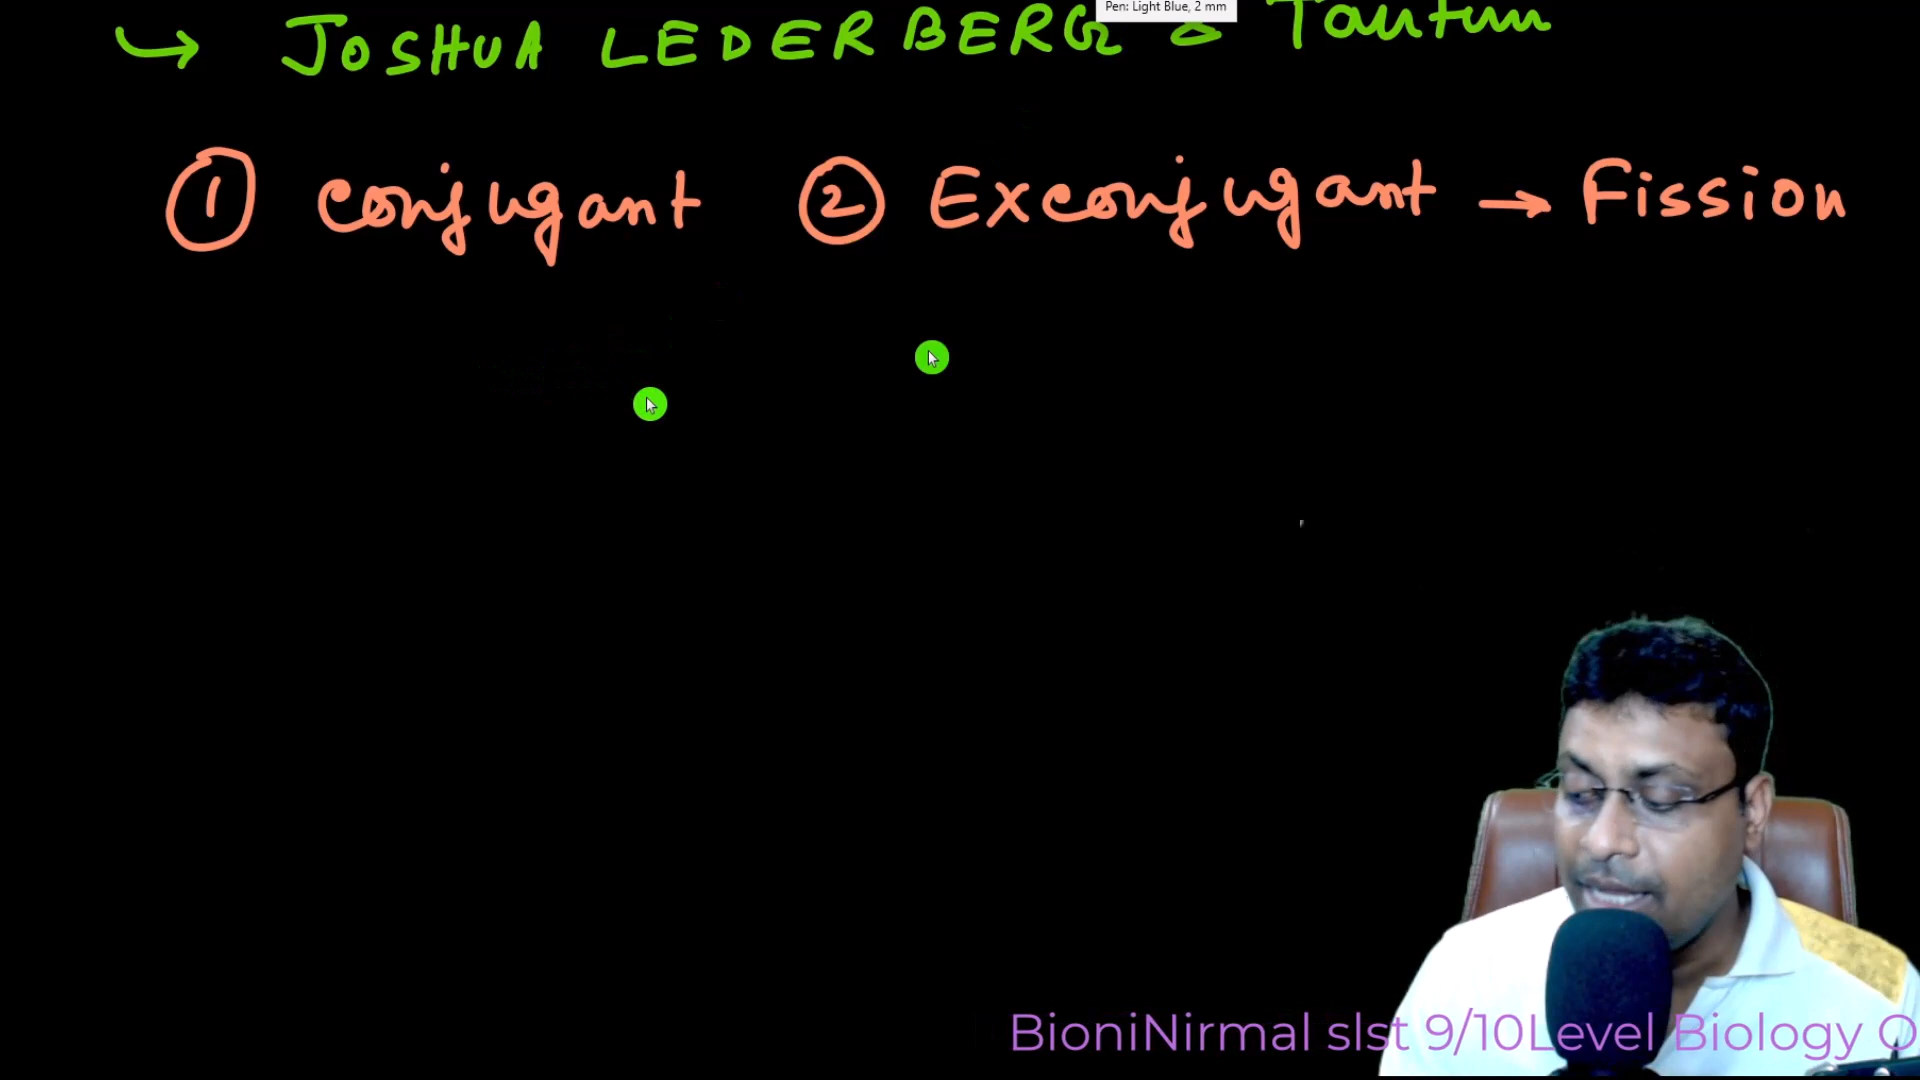 Pen: Light Blue, 2 mm
↪ JOSHUA LEDERBERG & Tautum
① Conjugant ② Exconjugant → Fission
BioniNirmal slst 9/10Level Biology O